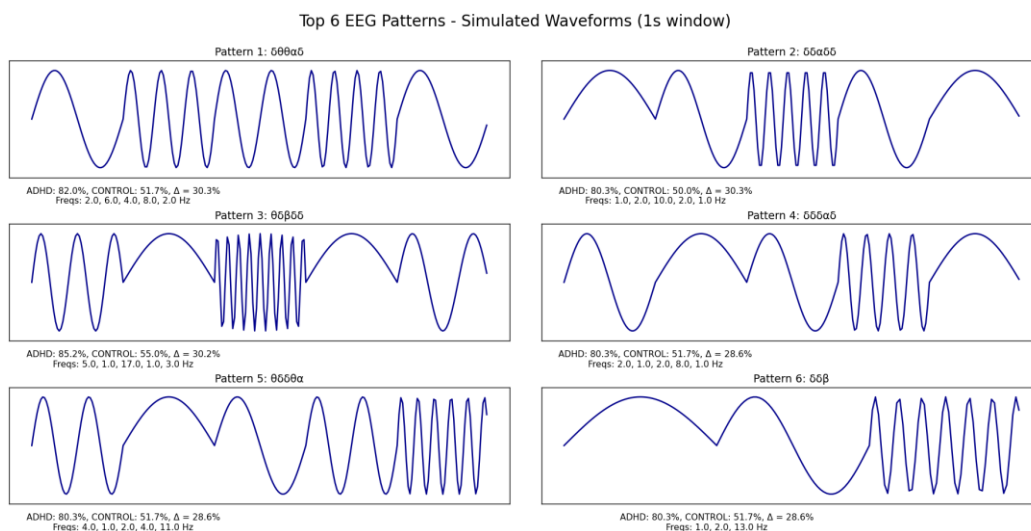 Top 6 EEG Patterns - Simulated Waveforms (1s window)
Pattern 1: δθθαδ
ADHD: 82.0%, CONTROL: 51.7%, Δ = 30.3%
Freqs: 2.0, 6.0, 4.0, 8.0, 2.0 Hz
Pattern 2: δδαδδ
ADHD: 80.3%, CONTROL: 50.0%, Δ = 30.3%
Freqs: 1.0, 2.0, 10.0, 2.0, 1.0 Hz
Pattern 3: θδβδδ
ADHD: 85.2%, CONTROL: 55.0%, Δ = 30.2%
Freqs: 5.0, 1.0, 17.0, 1.0, 3.0 Hz
Pattern 4: δδδαδ
ADHD: 80.3%, CONTROL: 51.7%, Δ = 28.6%
Freqs: 2.0, 1.0, 2.0, 8.0, 1.0 Hz
Pattern 5: θδδθα
ADHD: 80.3%, CONTROL: 51.7%, Δ = 28.6%
Freqs: 4.0, 1.0, 2.0, 4.0, 11.0 Hz
Pattern 6: δδβ
ADHD: 80.3%, CONTROL: 51.7%, Δ = 28.6%
Freqs: 1.0, 2.0, 13.0 Hz